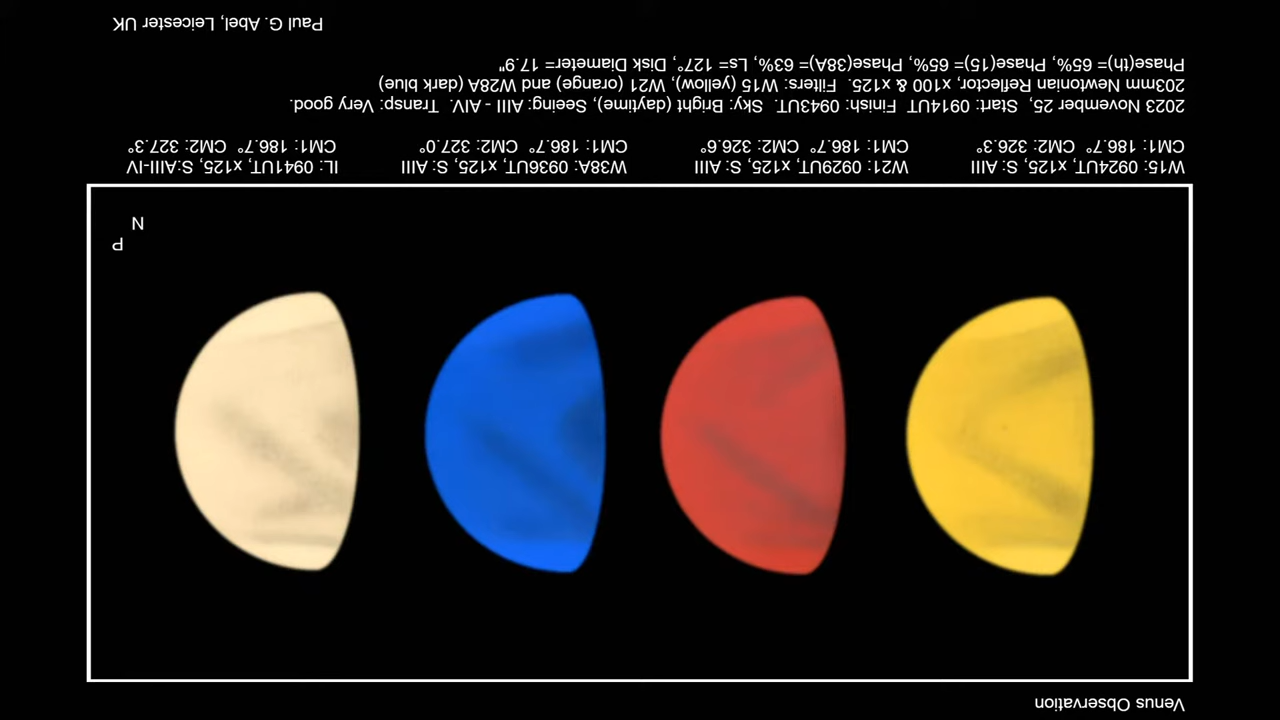 Venus Observation
P
N
W15: 0924UT, x125, S: AIII
CM1: 186.7° CM2: 326.3°
W21: 0929UT, x125, S: AIII
CM1: 186.7° CM2: 326.6°
W38A: 0936UT, x125, S: AIII
CM1: 186.7° CM2: 327.0°
IL: 0941UT, x125, S:AIII-IV
CM1: 186.7° CM2: 327.3°
2023 November 25, Start: 0914UT Finish: 0943UT. Sky: Bright (daytime), Seeing: AIII - AIV. Transp: Very good.
203mm Newtonian Reflector, x100 & x125. Filters: W15 (yellow), W21 (orange) and W28A (dark blue)
Phase(th)= 65%, Phase(15)= 65%, Phase(38A)= 63%, Ls= 127°, Disk Diameter= 17.9"
Paul G. Abel, Leicester UK